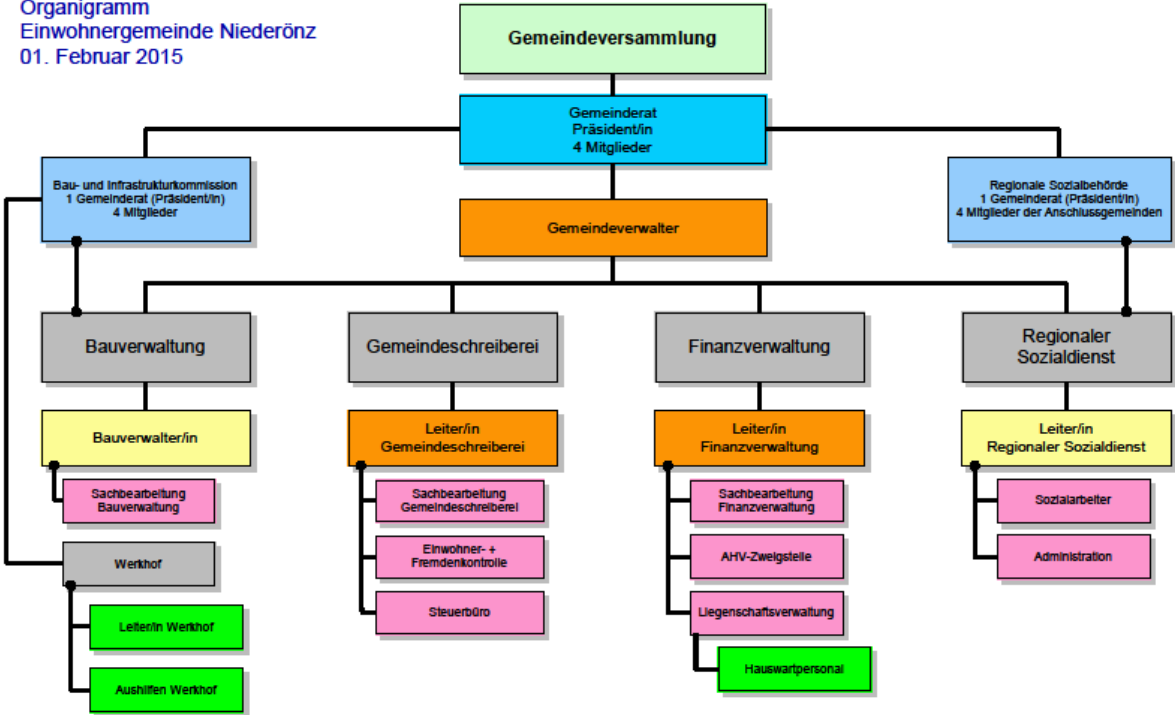 Organigramm
Einwohnergemeinde Niederönz
01. Februar 2015
Gemeindeversammlung
Gemeinderat
Präsident/in
4 Mitglieder
Bau- und Infrastrukturkommission
1 Gemeinderat (Präsident/in)
4 Mitglieder
Regionale Sozialbehörde
1 Gemeinderat (Präsident/in)
4 Mitglieder der Anschlussgemeinden
Gemeindeverwalter
Bauverwaltung
Gemeindeschreiberei
Finanzverwaltung
Regionaler
Sozialdienst
Bauverwalter/in
Leiter/in
Gemeindeschreiberei
Leiter/in
Finanzverwaltung
Leiter/in
Regionaler Sozialdienst
Sachbearbeitung
Bauverwaltung
Sachbearbeitung
Gemeindeschreiberei
Sachbearbeitung
Finanzverwaltung
Sozialarbeiter
Werkhof
Einwohner- +
Fremdenkontrolle
AHV-Zweigstelle
Administration
Leiter/in Werkhof
Steuerbüro
Liegenschaftsverwaltung
Aushilfen Werkhof
Hauswartpersonal